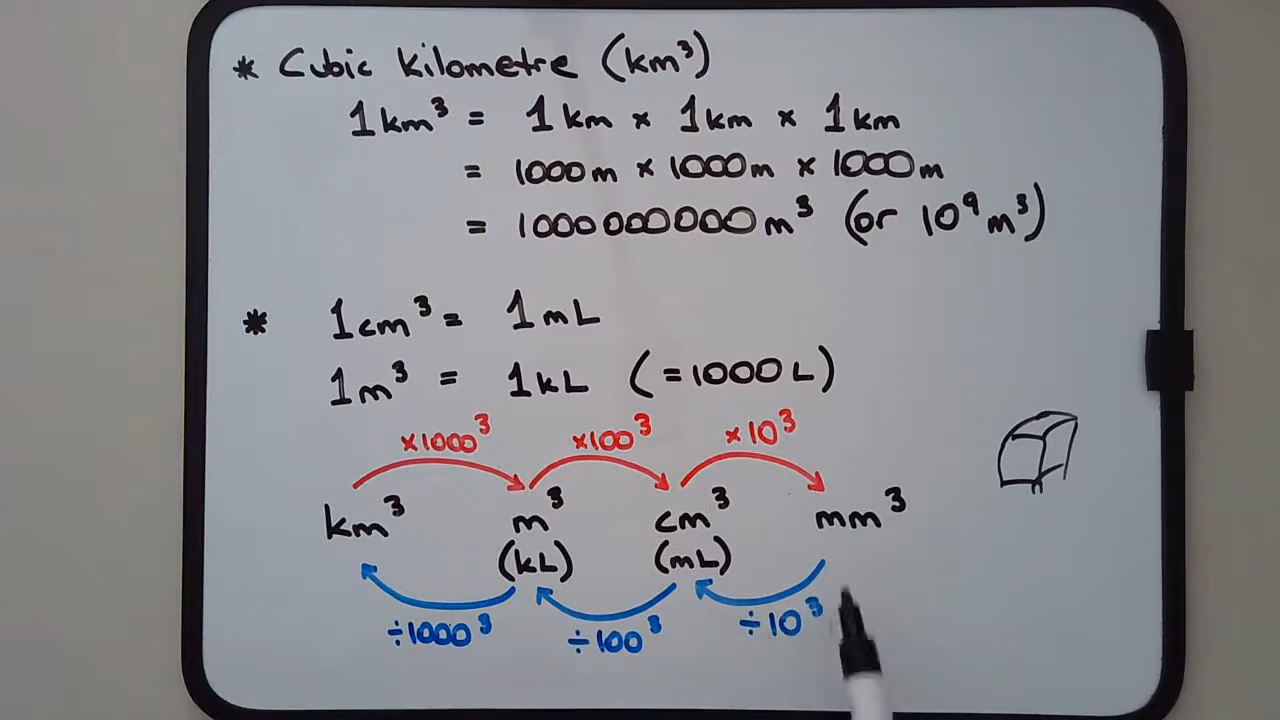 * Cubic kilometre (km³)
1km³ = 1km × 1km × 1km
= 1000m × 1000m × 1000m
= 1000000000m³ (or 10⁹m³)
* 1cm³ = 1mL
1m³ = 1kL (=1000L)
×1000³ ×100³ ×10³
km³ m³ cm³ mm³
(kL) (mL)
÷1000³ ÷100³ ÷10³